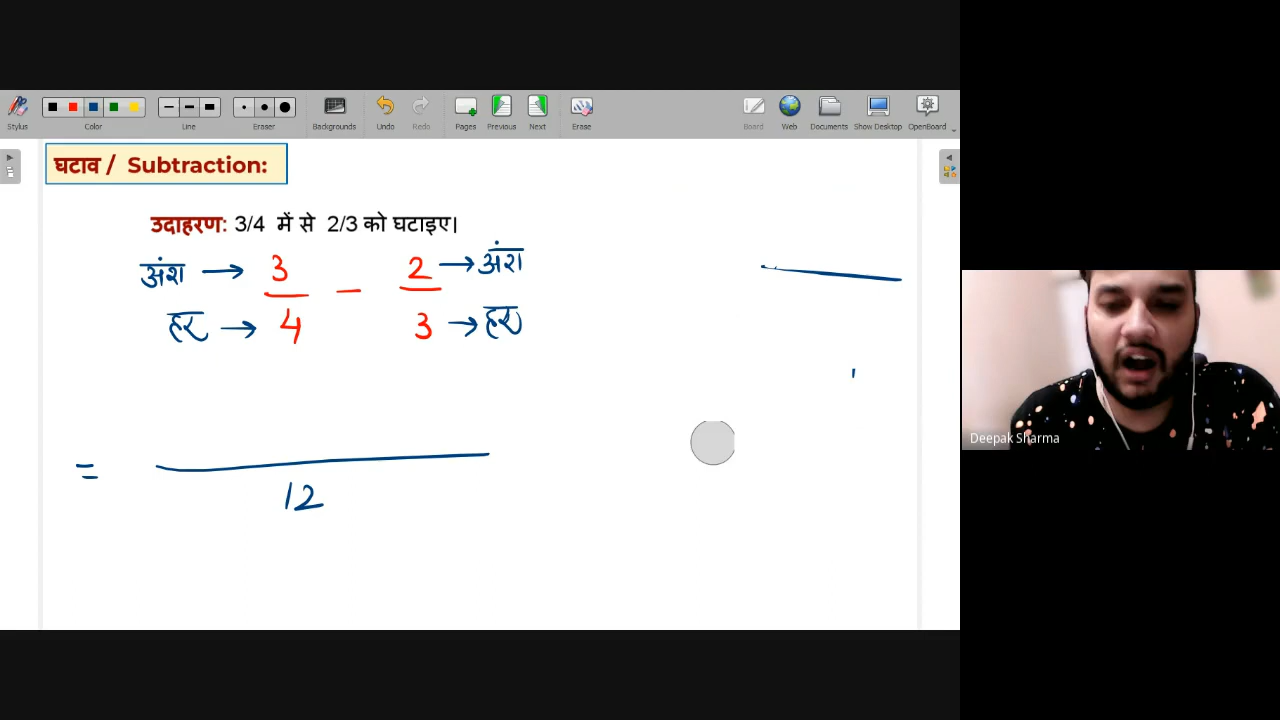 Stylus Color Line Eraser Backgrounds Undo Redo Pages Previous Next Erase Board Web Documents Show Desktop OpenBoard
घटाव / Subtraction:
उदाहरण: 3/4 में से 2/3 को घटाइए।
अंश → 3 - 2 → अंश
हर → 4 3 → हर
=
12
Deepak Sharma